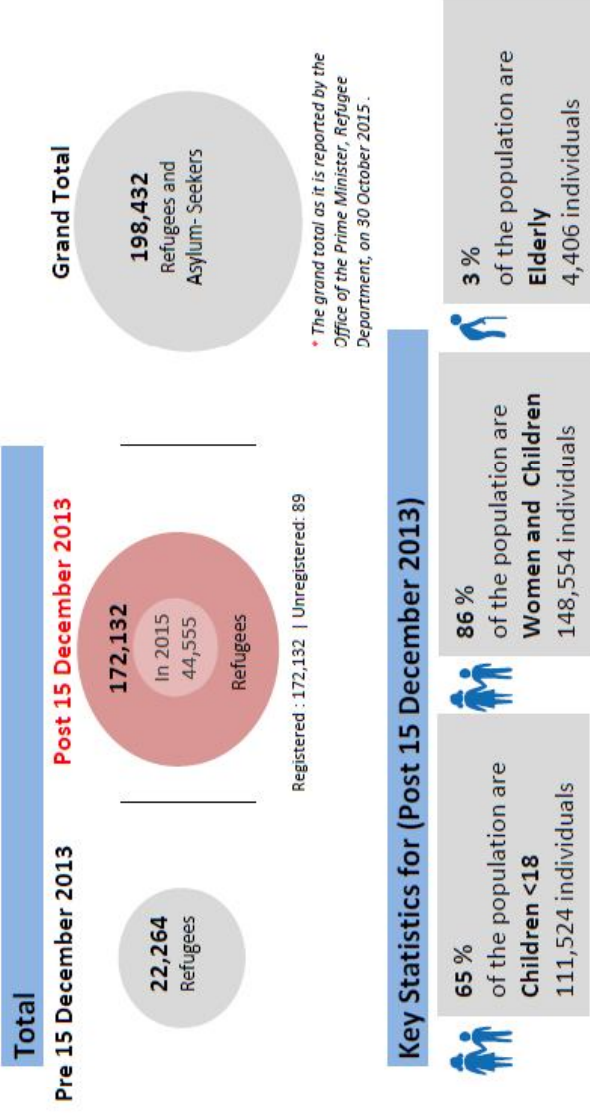 Total
Pre 15 December 2013
22,264
Refugees
Post 15 December 2013
172,132
In 2015
44,555
Refugees
Registered : 172,132 | Unregistered: 89
Grand Total
198,432
Refugees and
Asylum- Seekers
* The grand total as it is reported by the
Office of the Prime Minister, Refugee
Department, on 30 October 2015 .
Key Statistics for (Post 15 December 2013)
65 %
of the population are
Children <18
111,524 individuals
86 %
of the population are
Women and Children
148,554 individuals
3 %
of the population are
Elderly
4,406 individuals